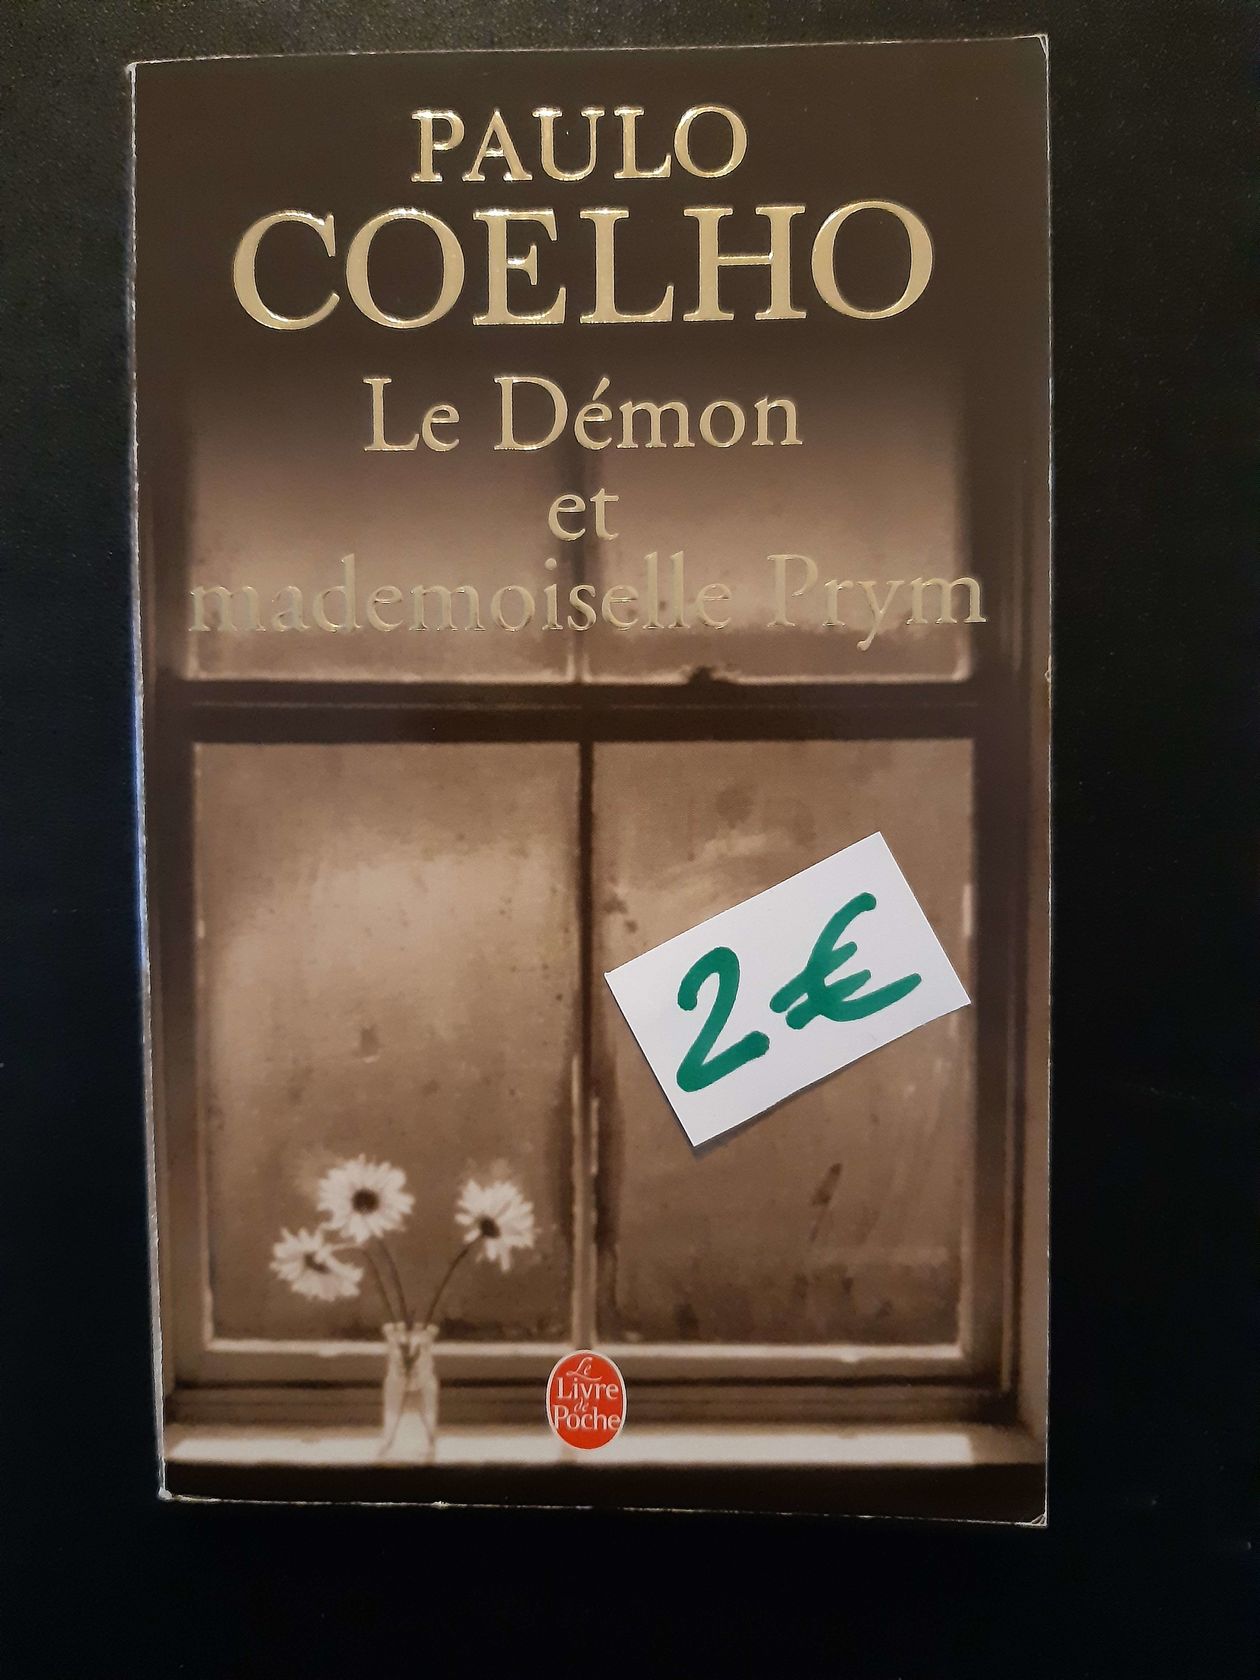 PAULO
COELHO
Le Démon
et
mademoiselle Prym
2€
Le
Livre
de
Poche